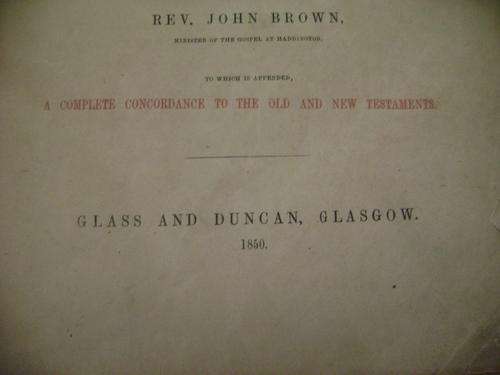 REV. JOHN BROWN,
MINISTER OF THE GOSPEL AT HADDINGTON.
TO WHICH IS APPENDED,
A COMPLETE CONCORDANCE TO THE OLD AND NEW TESTAMENTS.
GLASS AND DUNCAN, GLASGOW.
1850.